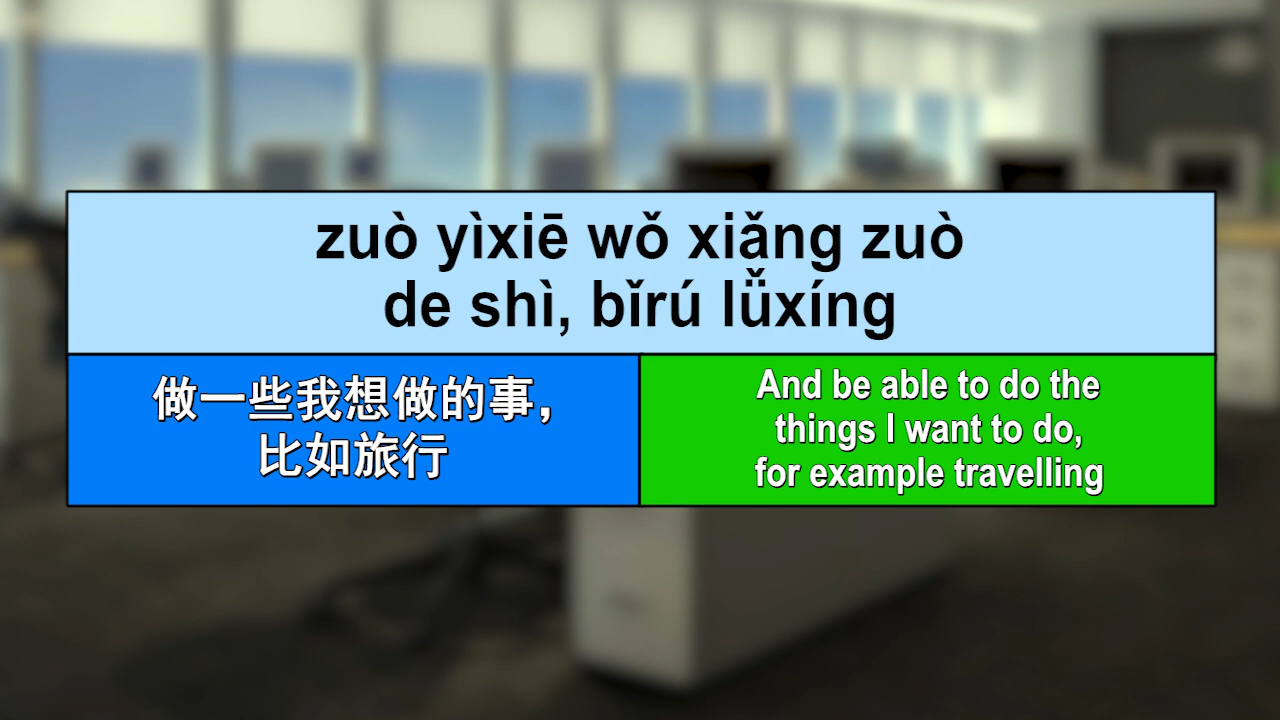 zuò yìxiē wǒ xiǎng zuò
de shì, bǐrú lǚxíng
做一些我想做的事，
比如旅行
And be able to do the
things I want to do,
for example travelling